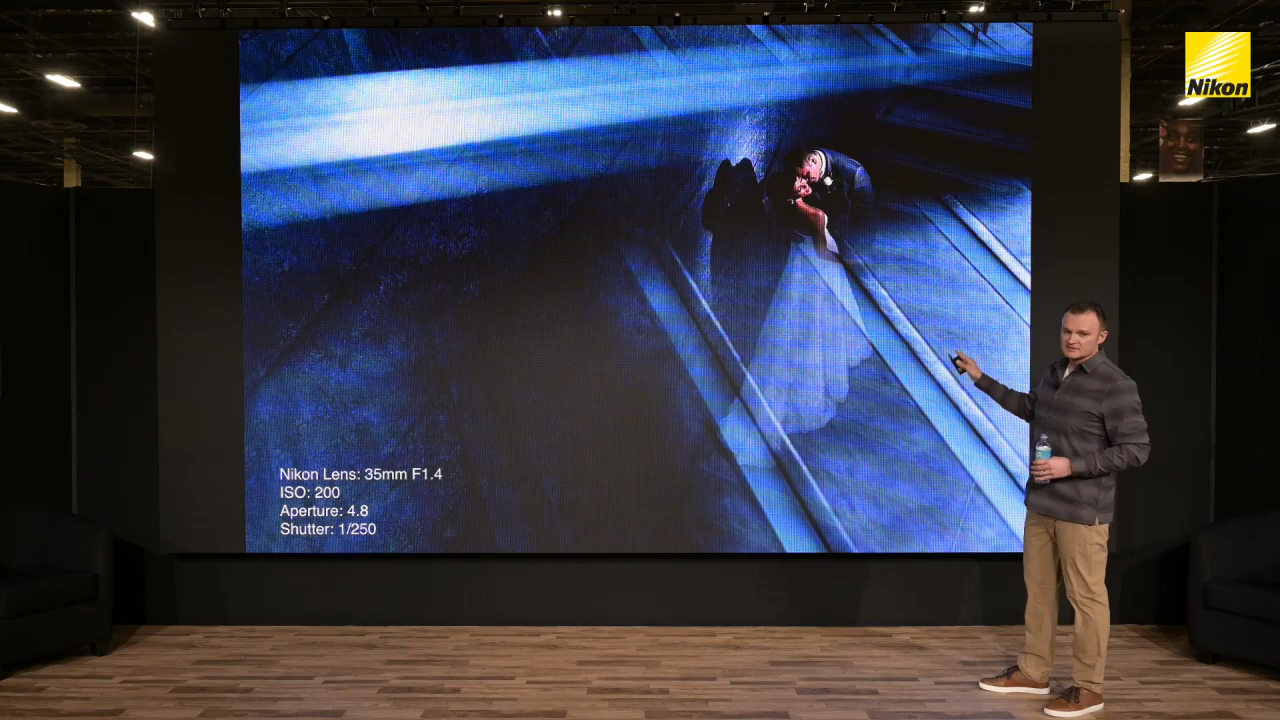 Nikon
Nikon Lens: 35mm F1.4
ISO: 200
Aperture: 4.8
Shutter: 1/250